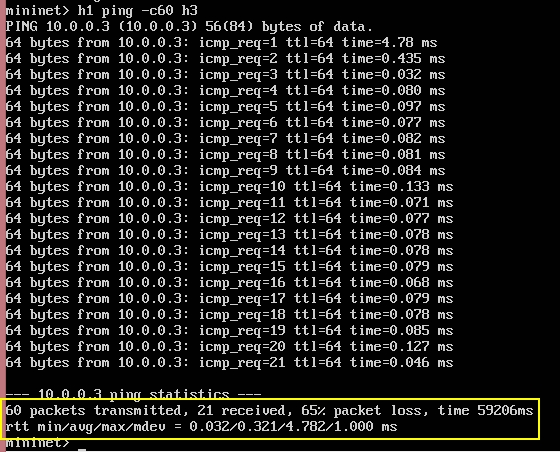 mininet> h1 ping -c60 h3
PING 10.0.0.3 (10.0.0.3) 56(84) bytes of data.
64 bytes from 10.0.0.3: icmp_req=1 ttl=64 time=4.78 ms
64 bytes from 10.0.0.3: icmp_req=2 ttl=64 time=0.435 ms
64 bytes from 10.0.0.3: icmp_req=3 ttl=64 time=0.032 ms
64 bytes from 10.0.0.3: icmp_req=4 ttl=64 time=0.080 ms
64 bytes from 10.0.0.3: icmp_req=5 ttl=64 time=0.097 ms
64 bytes from 10.0.0.3: icmp_req=6 ttl=64 time=0.077 ms
64 bytes from 10.0.0.3: icmp_req=7 ttl=64 time=0.082 ms
64 bytes from 10.0.0.3: icmp_req=8 ttl=64 time=0.081 ms
64 bytes from 10.0.0.3: icmp_req=9 ttl=64 time=0.084 ms
64 bytes from 10.0.0.3: icmp_req=10 ttl=64 time=0.133 ms
64 bytes from 10.0.0.3: icmp_req=11 ttl=64 time=0.071 ms
64 bytes from 10.0.0.3: icmp_req=12 ttl=64 time=0.077 ms
64 bytes from 10.0.0.3: icmp_req=13 ttl=64 time=0.078 ms
64 bytes from 10.0.0.3: icmp_req=14 ttl=64 time=0.078 ms
64 bytes from 10.0.0.3: icmp_req=15 ttl=64 time=0.079 ms
64 bytes from 10.0.0.3: icmp_req=16 ttl=64 time=0.068 ms
64 bytes from 10.0.0.3: icmp_req=17 ttl=64 time=0.079 ms
64 bytes from 10.0.0.3: icmp_req=18 ttl=64 time=0.078 ms
64 bytes from 10.0.0.3: icmp_req=19 ttl=64 time=0.085 ms
64 bytes from 10.0.0.3: icmp_req=20 ttl=64 time=0.127 ms
64 bytes from 10.0.0.3: icmp_req=21 ttl=64 time=0.046 ms
--- 10.0.0.3 ping statistics ---
60 packets transmitted, 21 received, 65% packet loss, time 59206ms
rtt min/avg/max/mdev = 0.032/0.321/4.782/1.000 ms
mininet> _